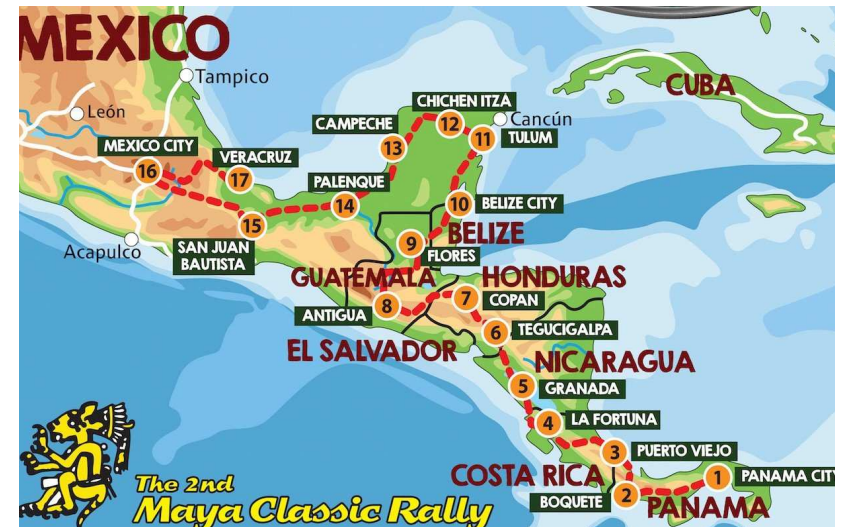 MEXICO
Tampico
CUBA
León
CHICHEN ITZA
Cancún
CAMPECHE
12
11
TULUM
MEXICO CITY
13
VERACRUZ
16
17
PALENQUE
14
10
BELIZE CITY
15
BELIZE
Acapulco
SAN JUAN
BAUTISTA
9
FLORES
GUATEMALA
HONDURAS
7
COPAN
8
ANTIGUA
6
TEGUCIGALPA
EL SALVADOR
NICARAGUA
5
GRANADA
4
LA FORTUNA
3
PUERTO VIEJO
COSTA RICA
1
PANAMA CITY
BOQUETE
2
PANAMA
The 2nd
Maya Classic Rally